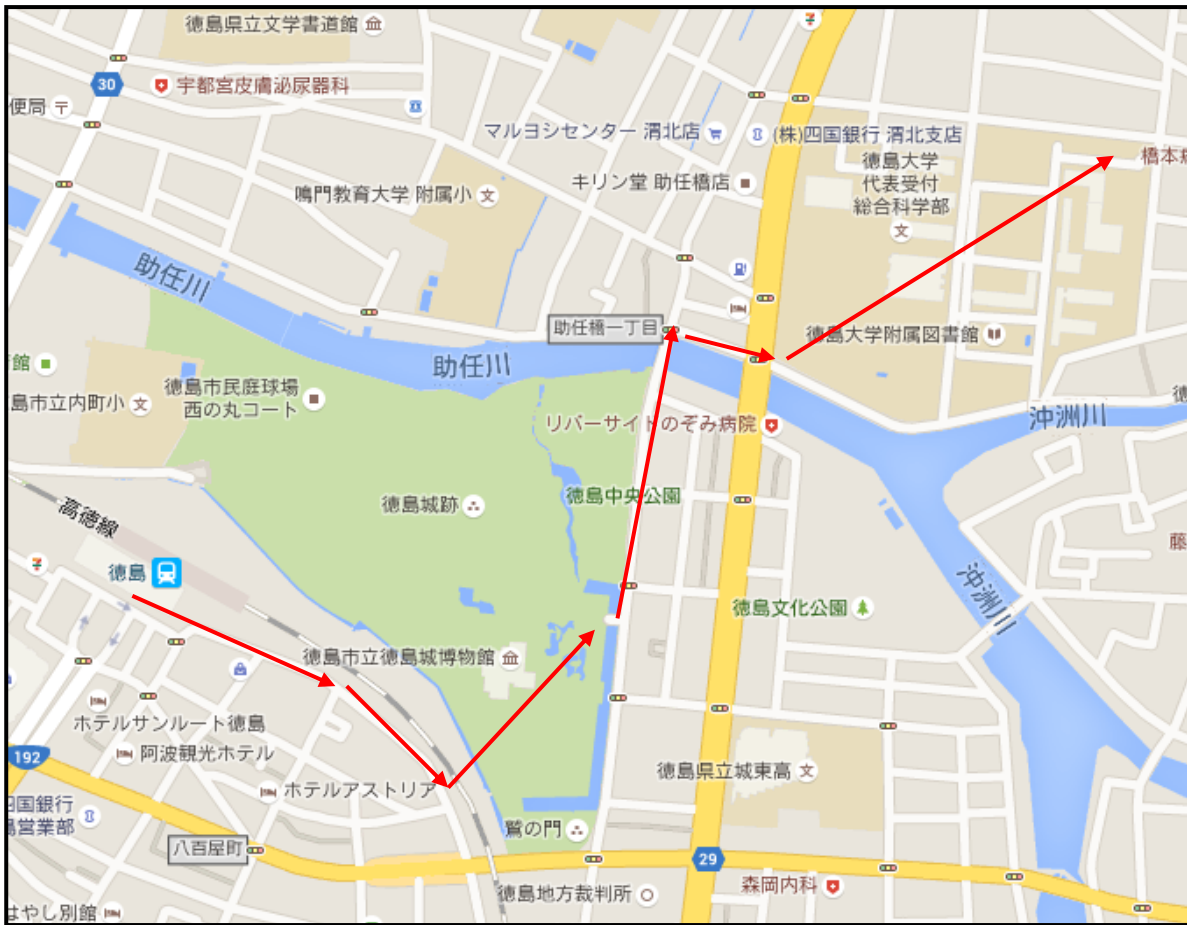 徳島県立文学書道館
30
宇都宮皮膚泌尿器科
便局
マルヨシセンター 渭北店
(株)四国銀行 渭北支店
徳島大学
代表受付
総合科学部
橋本
キリン堂 助任橋店
鳴門教育大学 附属小
文
文
助任川
助任橋一丁目
徳島大学附属図書館
助任川
館
徳島市民庭球場
西の丸コート
島市立内町小
文
リバーサイドのぞみ病院
沖洲川
徳島城跡
徳島中央公園
高徳線
藤
徳島
沖洲川
徳島文化公園
徳島市立徳島城博物館
ホテルサンルート徳島
192
阿波観光ホテル
徳島県立城東高
文
ホテルアストリア
四国銀行
島営業部
鷲の門
八百屋町
29
森岡内科
徳島地方裁判所
はやし別館